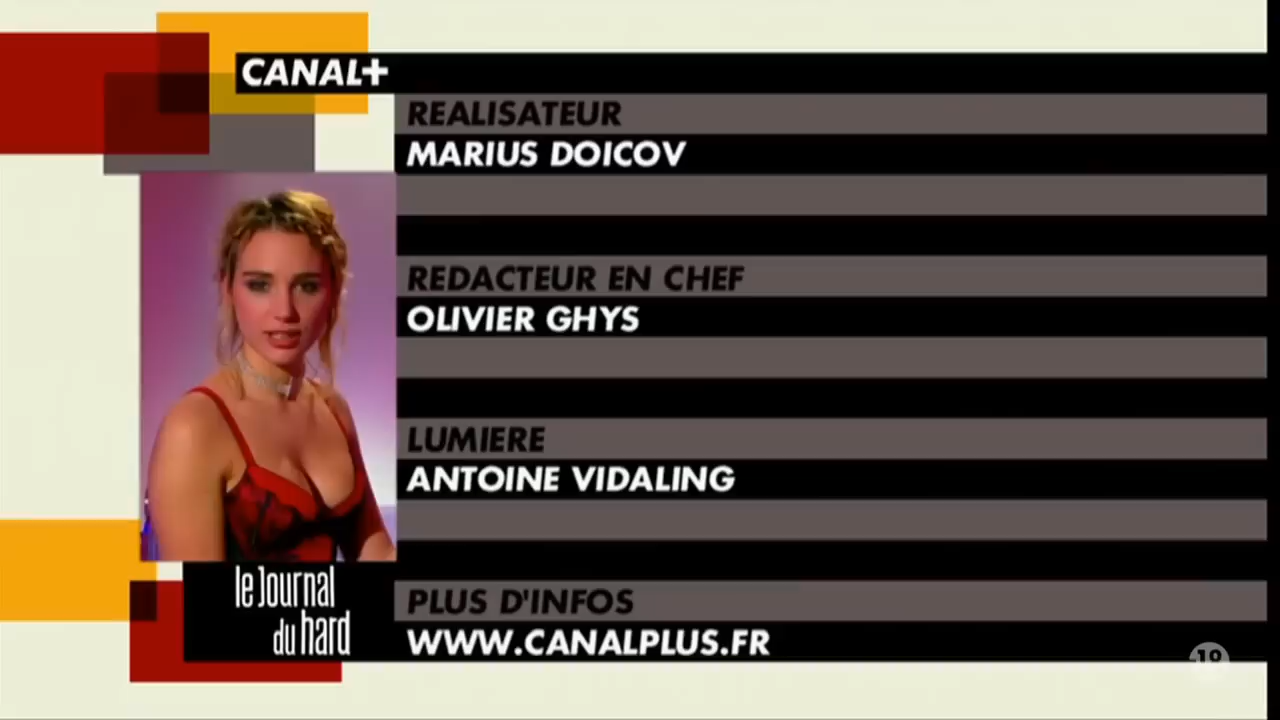 CANAL+
REALISATEUR
MARIUS DOICOV
REDACTEUR EN CHEF
OLIVIER GHYS
LUMIERE
ANTOINE VIDALING
le Journal
du hard
PLUS D'INFOS
WWW.CANALPLUS.FR